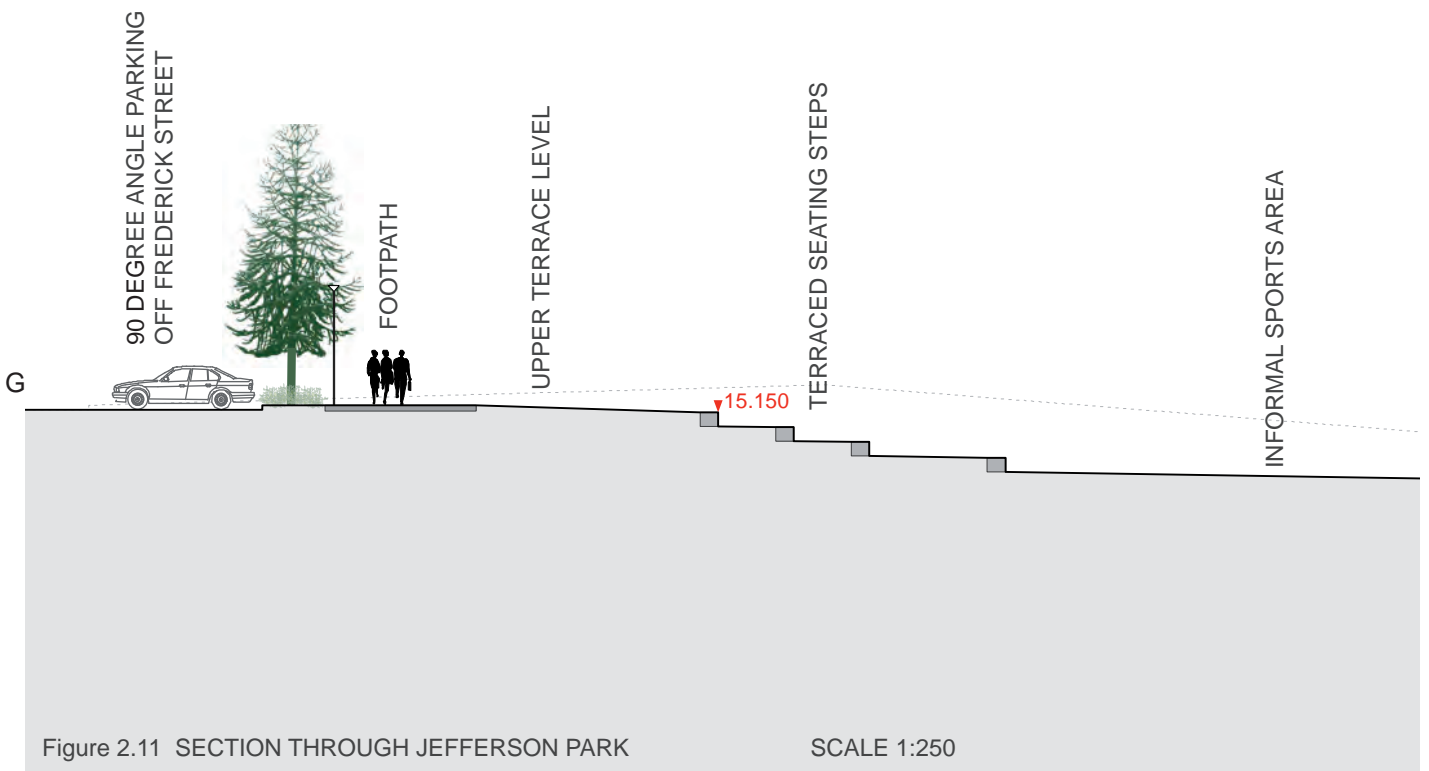 90 DEGREE ANGLE PARKING
OFF FREDERICK STREET
FOOTPATH
UPPER TERRACE LEVEL
TERRACED SEATING STEPS
INFORMAL SPORTS AREA
G
15.150
Figure 2.11 SECTION THROUGH JEFFERSON PARK
SCALE 1:250